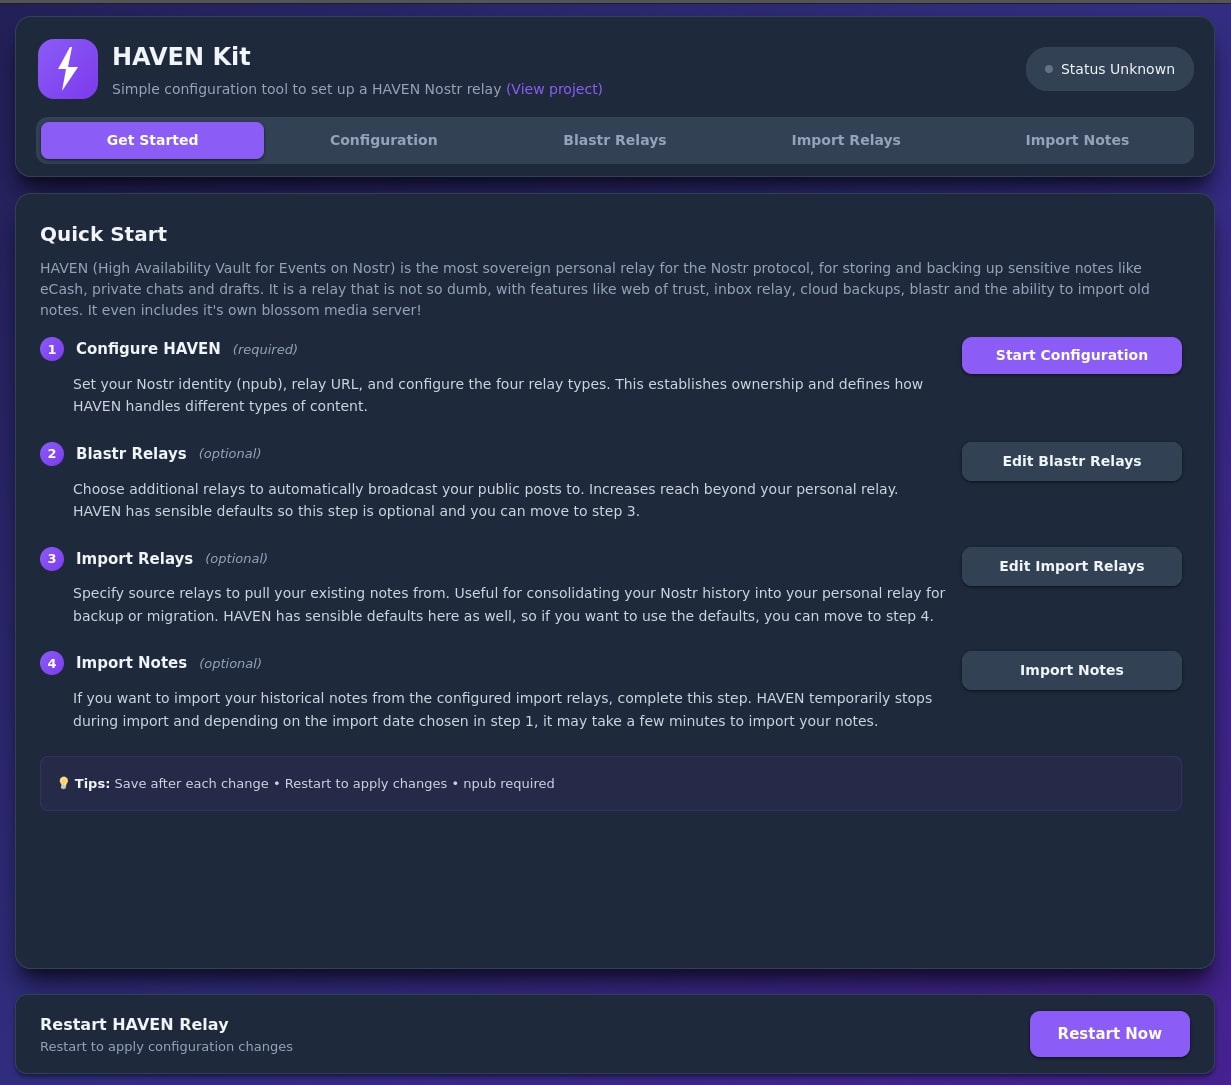 HAVEN Kit
Simple configuration tool to set up a HAVEN Nostr relay (View project)
Status Unknown
Get Started
Configuration
Blastr Relays
Import Relays
Import Notes
Quick Start
HAVEN (High Availability Vault for Events on Nostr) is the most sovereign personal relay for the Nostr protocol, for storing and backing up sensitive notes like
eCash, private chats and drafts. It is a relay that is not so dumb, with features like web of trust, inbox relay, cloud backups, blastr and the ability to import old
notes. It even includes it's own blossom media server!
1 Configure HAVEN (required)
Start Configuration
Set your Nostr identity (npub), relay URL, and configure the four relay types. This establishes ownership and defines how
HAVEN handles different types of content.
2 Blastr Relays (optional)
Edit Blastr Relays
Choose additional relays to automatically broadcast your public posts to. Increases reach beyond your personal relay.
HAVEN has sensible defaults so this step is optional and you can move to step 3.
3 Import Relays (optional)
Edit Import Relays
Specify source relays to pull your existing notes from. Useful for consolidating your Nostr history into your personal relay for
backup or migration. HAVEN has sensible defaults here as well, so if you want to use the defaults, you can move to step 4.
4 Import Notes (optional)
Import Notes
If you want to import your historical notes from the configured import relays, complete this step. HAVEN temporarily stops
during import and depending on the import date chosen in step 1, it may take a few minutes to import your notes.
Tips: Save after each change • Restart to apply changes • npub required
Restart HAVEN Relay
Restart to apply configuration changes
Restart Now